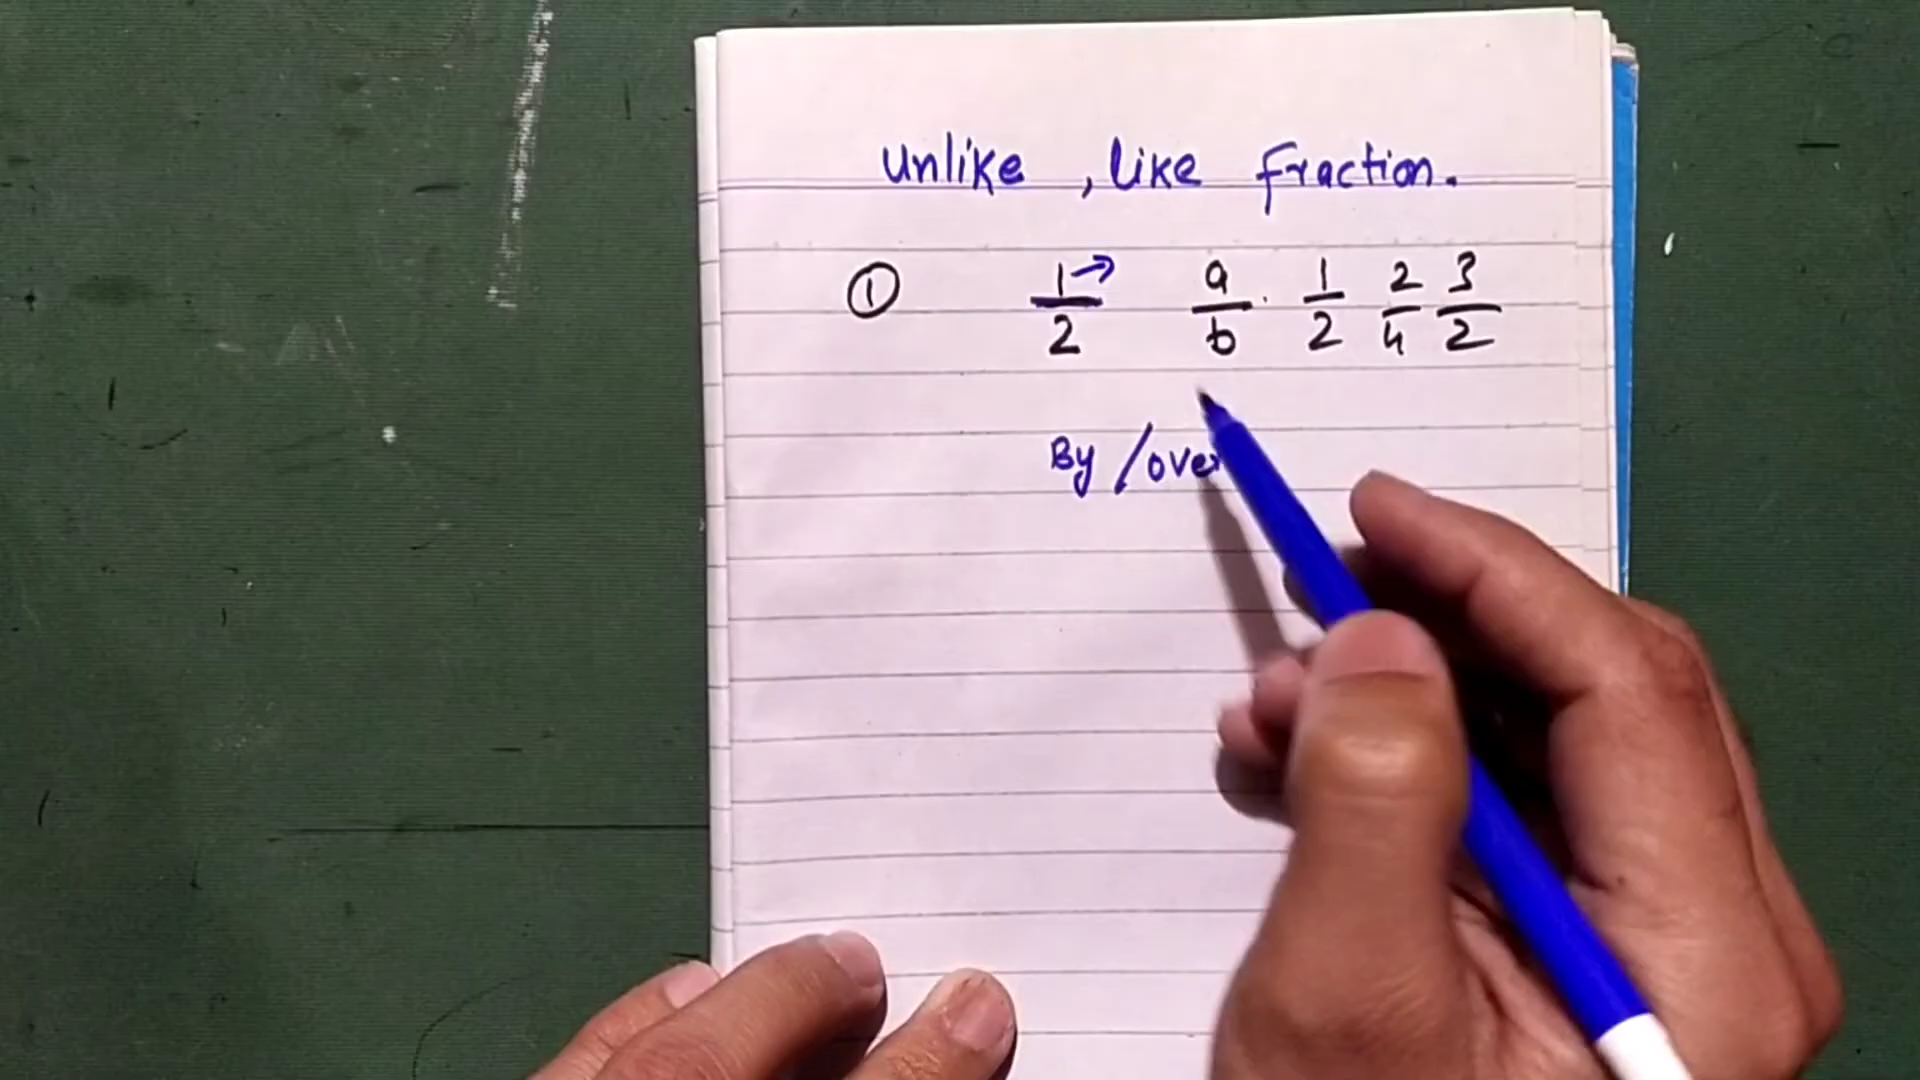 Unlike , like fraction.
① 1/2 → a/b . 1/2 2/4 3/2
By / over